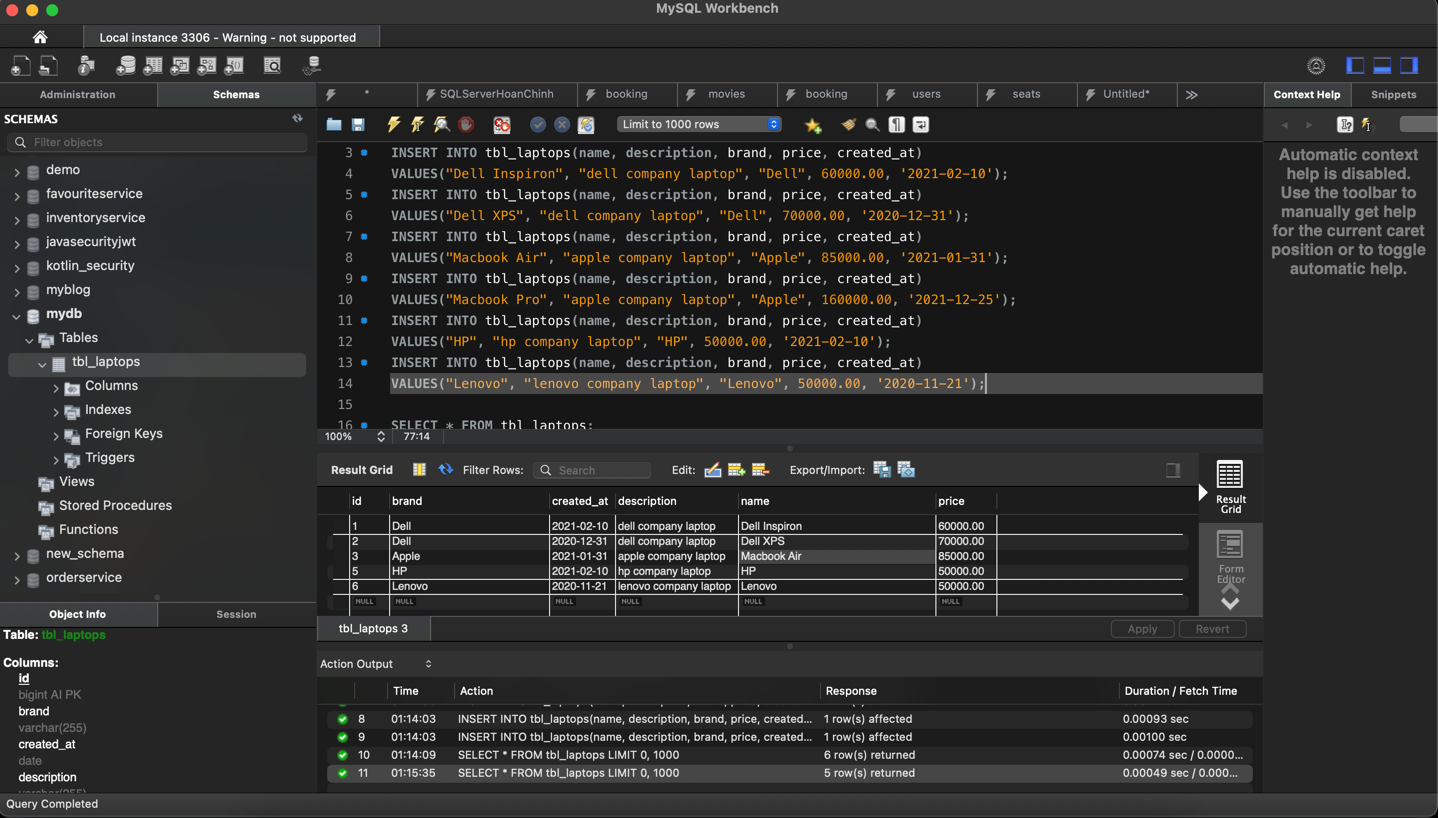 MySQL Workbench
Local instance 3306 - Warning - not supported
Administration
Schemas
*
SQLServerHoanChinh
booking
movies
booking
users
seats
Untitled*
Context Help
Snippets
SCHEMAS
Filter objects
demo
favouriteservice
inventoryservice
javasecurityjwt
kotlin_security
myblog
mydb
Tables
tbl_laptops
Columns
Indexes
Foreign Keys
Triggers
Views
Stored Procedures
Functions
new_schema
orderservice
Object Info
Session
Table: tbl_laptops
Columns:
id
bigint AI PK
brand
varchar(255)
created_at
date
description
varchar(255)
Limit to 1000 rows
3 INSERT INTO tbl_laptops(name, description, brand, price, created_at)
4 VALUES("Dell Inspiron", "dell company laptop", "Dell", 60000.00, '2021-02-10');
5 INSERT INTO tbl_laptops(name, description, brand, price, created_at)
6 VALUES("Dell XPS", "dell company laptop", "Dell", 70000.00, '2020-12-31');
7 INSERT INTO tbl_laptops(name, description, brand, price, created_at)
8 VALUES("Macbook Air", "apple company laptop", "Apple", 85000.00, '2021-01-31');
9 INSERT INTO tbl_laptops(name, description, brand, price, created_at)
10 VALUES("Macbook Pro", "apple company laptop", "Apple", 160000.00, '2021-12-25');
11 INSERT INTO tbl_laptops(name, description, brand, price, created_at)
12 VALUES("HP", "hp company laptop", "HP", 50000.00, '2021-02-10');
13 INSERT INTO tbl_laptops(name, description, brand, price, created_at)
14 VALUES("Lenovo", "lenovo company laptop", "Lenovo", 50000.00, '2020-11-21');
15
16 SELECT * FROM tbl_laptops;
100% 77:14
Automatic context
help is disabled.
Use the toolbar to
manually get help
for the current caret
position or to toggle
automatic help.
Result Grid Filter Rows: Search Edit: Export/Import:
id brand created_at description name price
1 Dell 2021-02-10 dell company laptop Dell Inspiron 60000.00
2 Dell 2020-12-31 dell company laptop Dell XPS 70000.00
3 Apple 2021-01-31 apple company laptop Macbook Air 85000.00
5 HP 2021-02-10 hp company laptop HP 50000.00
6 Lenovo 2020-11-21 lenovo company laptop Lenovo 50000.00
NULL NULL NULL NULL NULL NULL
Result
Grid
Form
Editor
tbl_laptops 3
Apply
Revert
Action Output
Time Action Response Duration / Fetch Time
8 01:14:03 INSERT INTO tbl_laptops(name, description, brand, price, created... 1 row(s) affected 0.00093 sec
9 01:14:03 INSERT INTO tbl_laptops(name, description, brand, price, created... 1 row(s) affected 0.00100 sec
10 01:14:09 SELECT * FROM tbl_laptops LIMIT 0, 1000 6 row(s) returned 0.00074 sec / 0.0000...
11 01:15:35 SELECT * FROM tbl_laptops LIMIT 0, 1000 5 row(s) returned 0.00049 sec / 0.000...
Query Completed